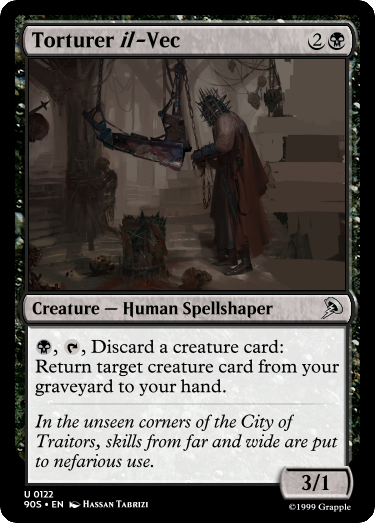 Torturer il-Vec 2
Creature — Human Spellshaper
, , Discard a creature card:
Return target creature card from your
graveyard to your hand.
In the unseen corners of the City of
Traitors, skills from far and wide are put
to nefarious use.
3/1
U 0122
90S • EN Hassan Tabrizi
©1999 Grapple